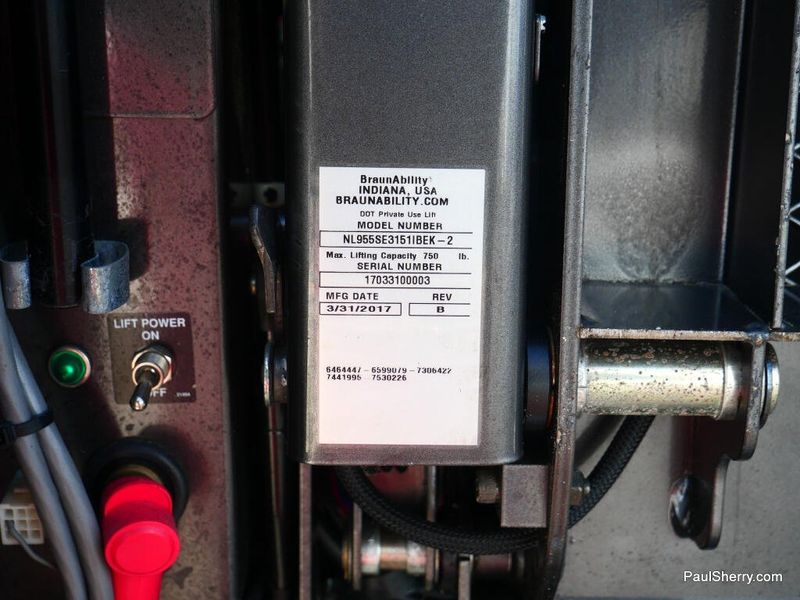 BraunAbility
INDIANA, USA
BRAUNABILITY.COM
DOT Private Use Lift
MODEL NUMBER
NL955SE3151IBEK-2
Max. Lifting Capacity 750 lb.
SERIAL NUMBER
17033100003
MFG DATE REV
3/31/2017 B
6464447 - 6599079 - 7306422
7441995 - 7530226
LIFT POWER
ON
OFF
PaulSherry.com